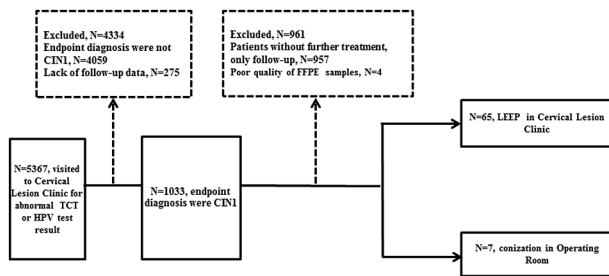 Excluded, N=4334
Endpoint diagnosis were not
CIN1, N=4059
Lack of follow-up data, N=275
Excluded, N=961
Patients without further treatment,
only follow-up, N=957
Poor quality of FFPE samples, N=4
N=5367, visited
to Cervical
Lesion Clinic for
abnormal TCT
or HPV test
result
N=1033, endpoint
diagnosis were CIN1
N=65, LEEP in Cervical Lesion
Clinic
N=7, conization in Operating
Room